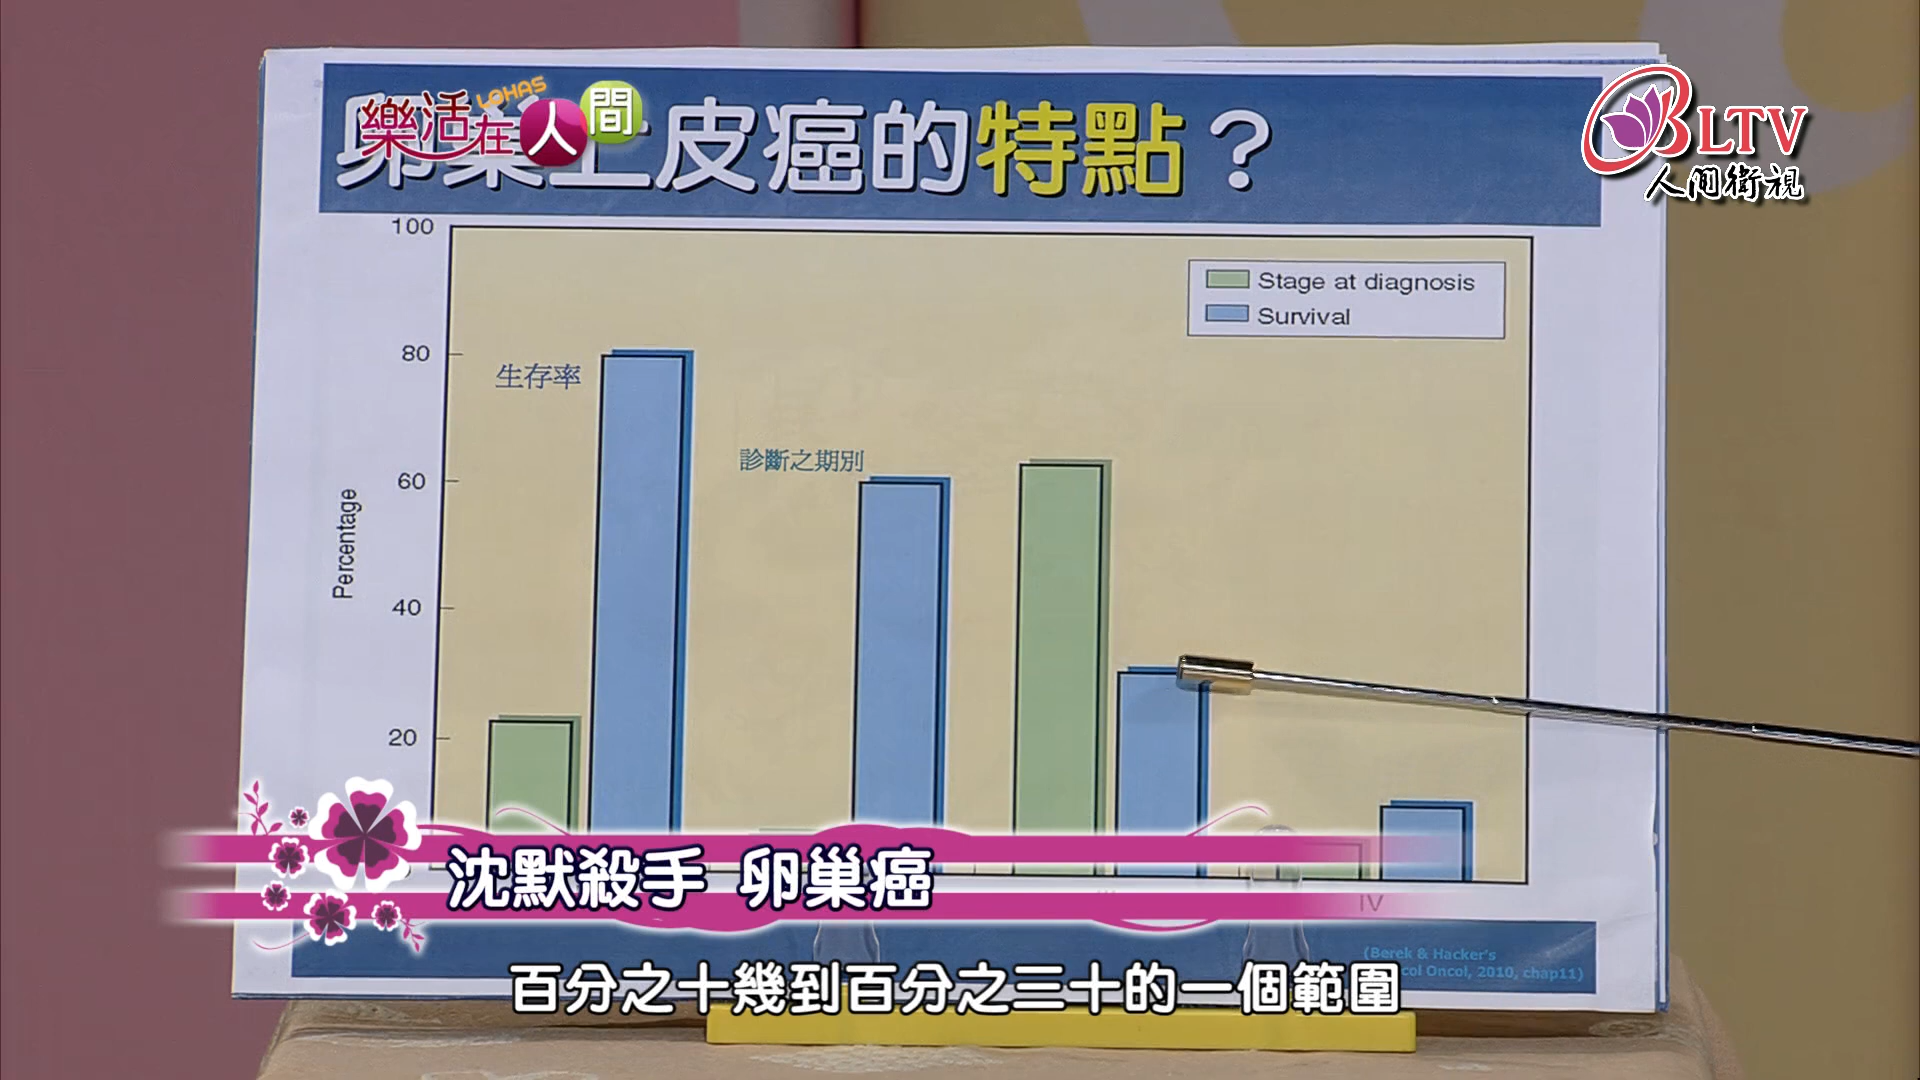 卵巢上皮癌的特點？
樂活在人間
LOHAS
BLTV
人間衛視
100
80
60
40
20
Percentage
Stage at diagnosis
Survival
生存率
診斷之期別
IV
沈默殺手 卵巢癌
(Berek & Hacker's
col Oncol, 2010, chap11)
百分之十幾到百分之三十的一個範圍